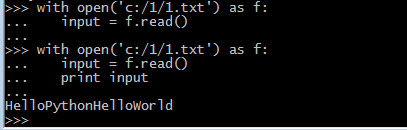 >>> with open('c:/1/1.txt') as f:
...     input = f.read()
...
>>> with open('c:/1/1.txt') as f:
...     input = f.read()
...     print input
...
HelloPythonHelloWorld
>>>